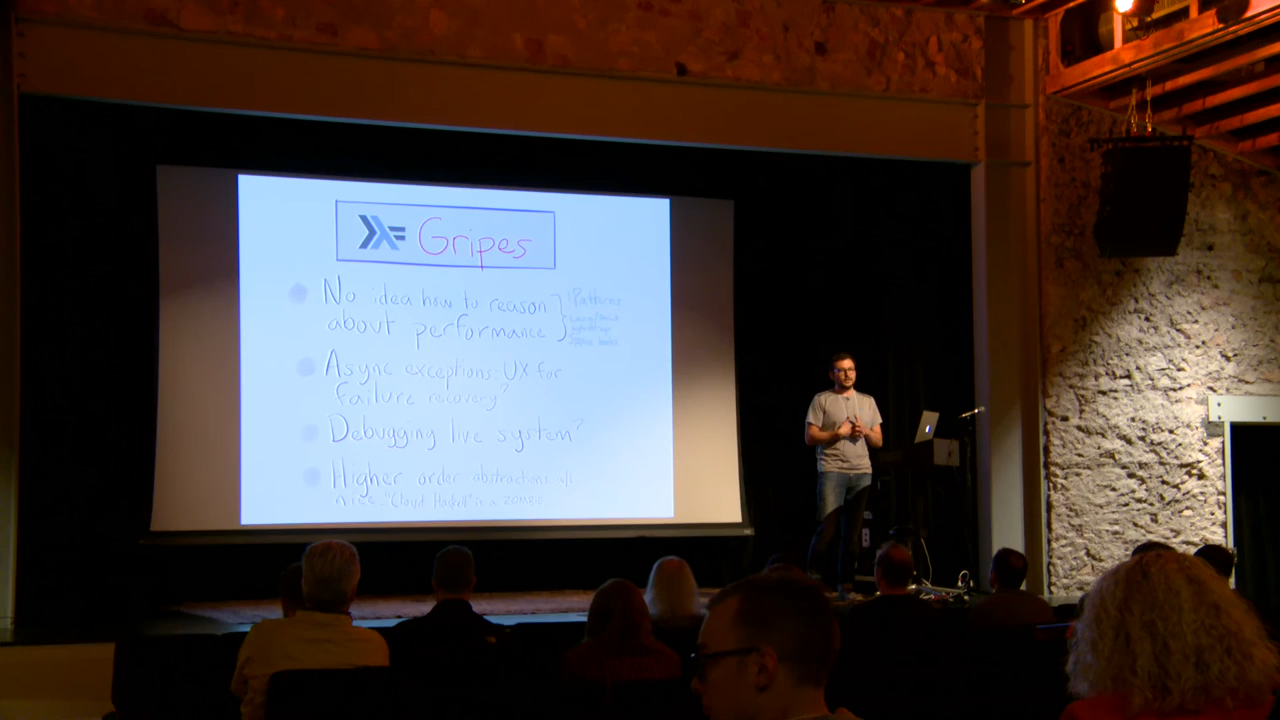 Gripes
No idea how to reason
about performance
Patterns
Async exceptions: UX for
failure recovery?
Debugging live system?
Higher order abstractions
nice. "Cloud Haskell" is a ZOMBIE